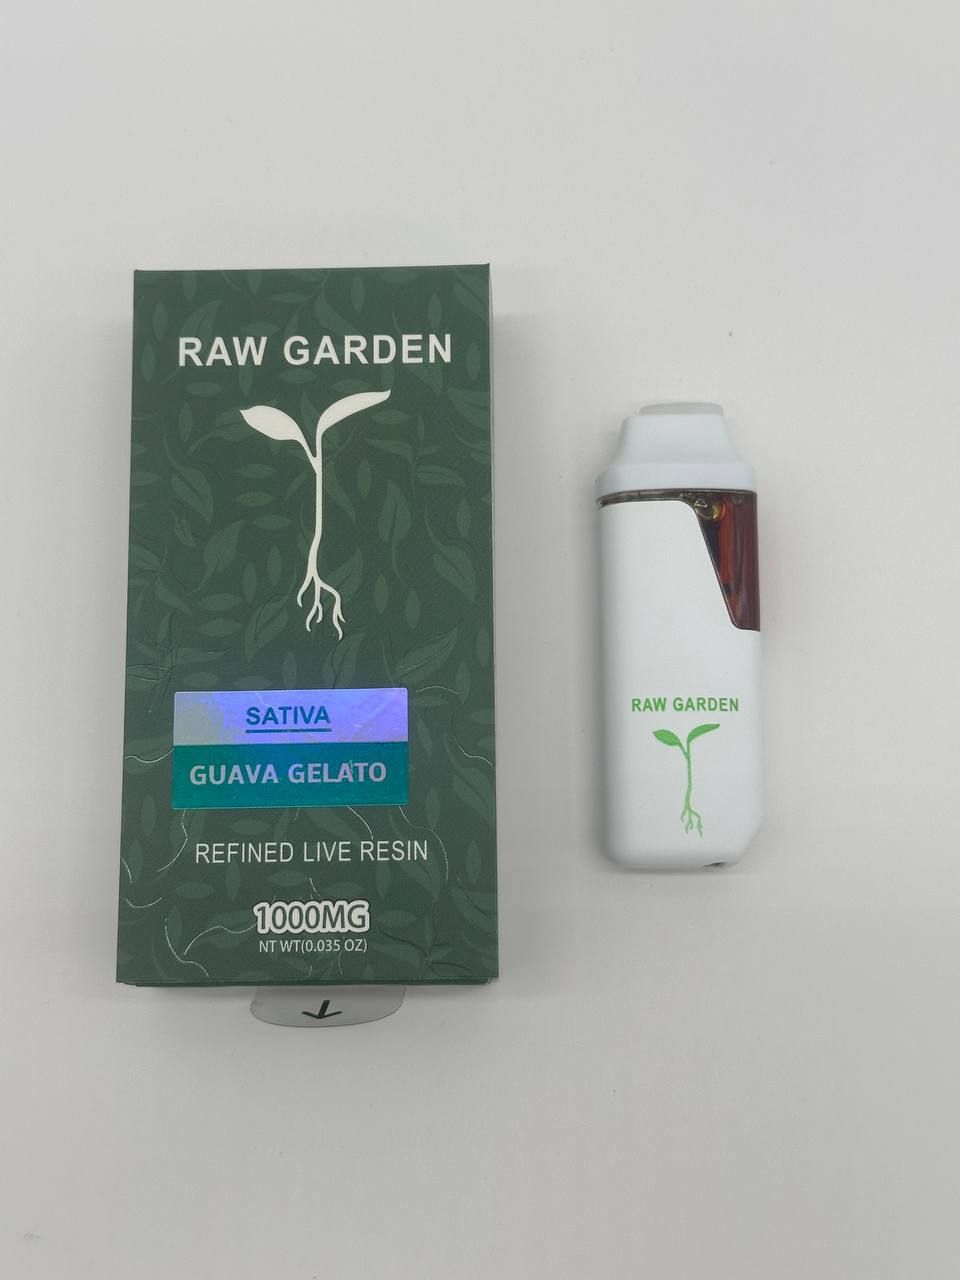 RAW GARDEN
SATIVA
GUAVA GELATO
REFINED LIVE RESIN
1000MG
NT WT(0.035 OZ)
RAW GARDEN